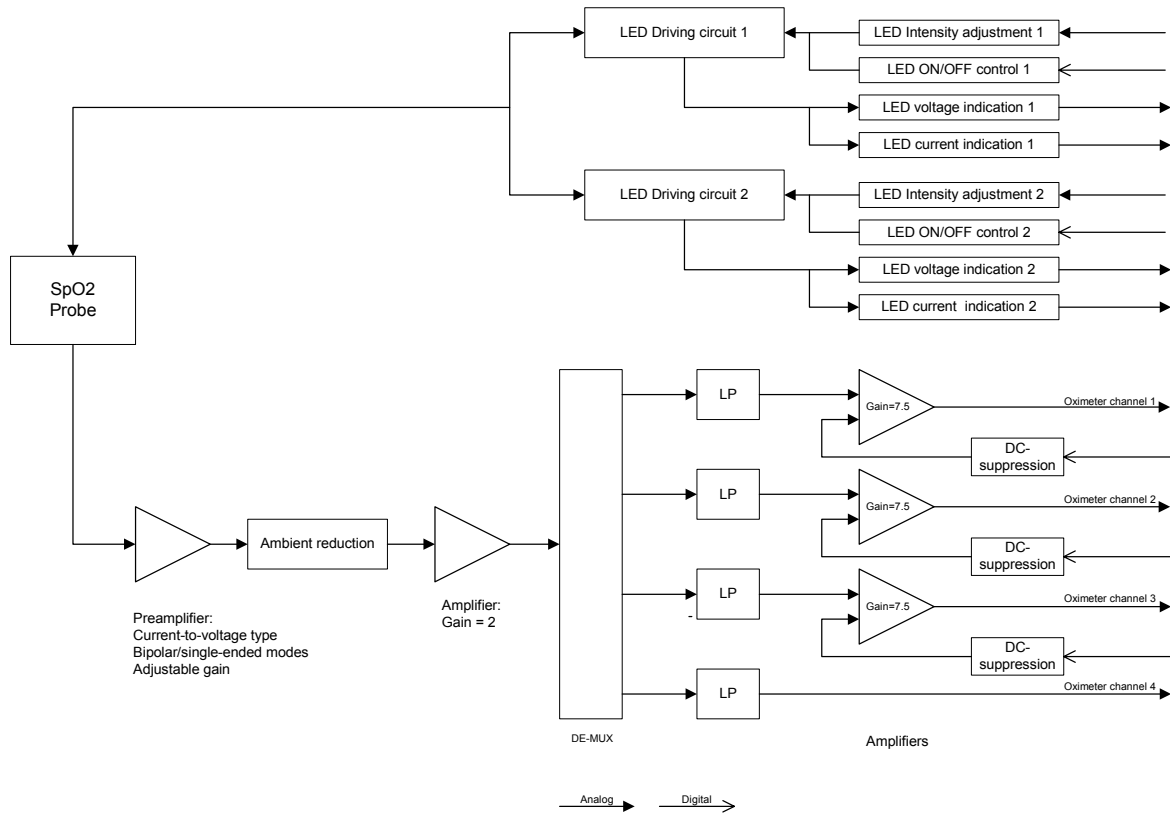 LED Driving circuit 1
LED Intensity adjustment 1
LED ON/OFF control 1
LED voltage indication 1
LED current indication 1
LED Driving circuit 2
LED Intensity adjustment 2
LED ON/OFF control 2
LED voltage indication 2
LED current indication 2
SpO2
Probe
LP
Gain=7.5
Oximeter channel 1
DC-
suppression
LP
Gain=7.5
Oximeter channel 2
DC-
suppression
Ambient reduction
Preamplifier:
Current-to-voltage type
Bipolar/single-ended modes
Adjustable gain
Amplifier:
Gain = 2
LP
-
Gain=7.5
Oximeter channel 3
DC-
suppression
LP
Oximeter channel 4
DE-MUX
Amplifiers
Analog
Digital